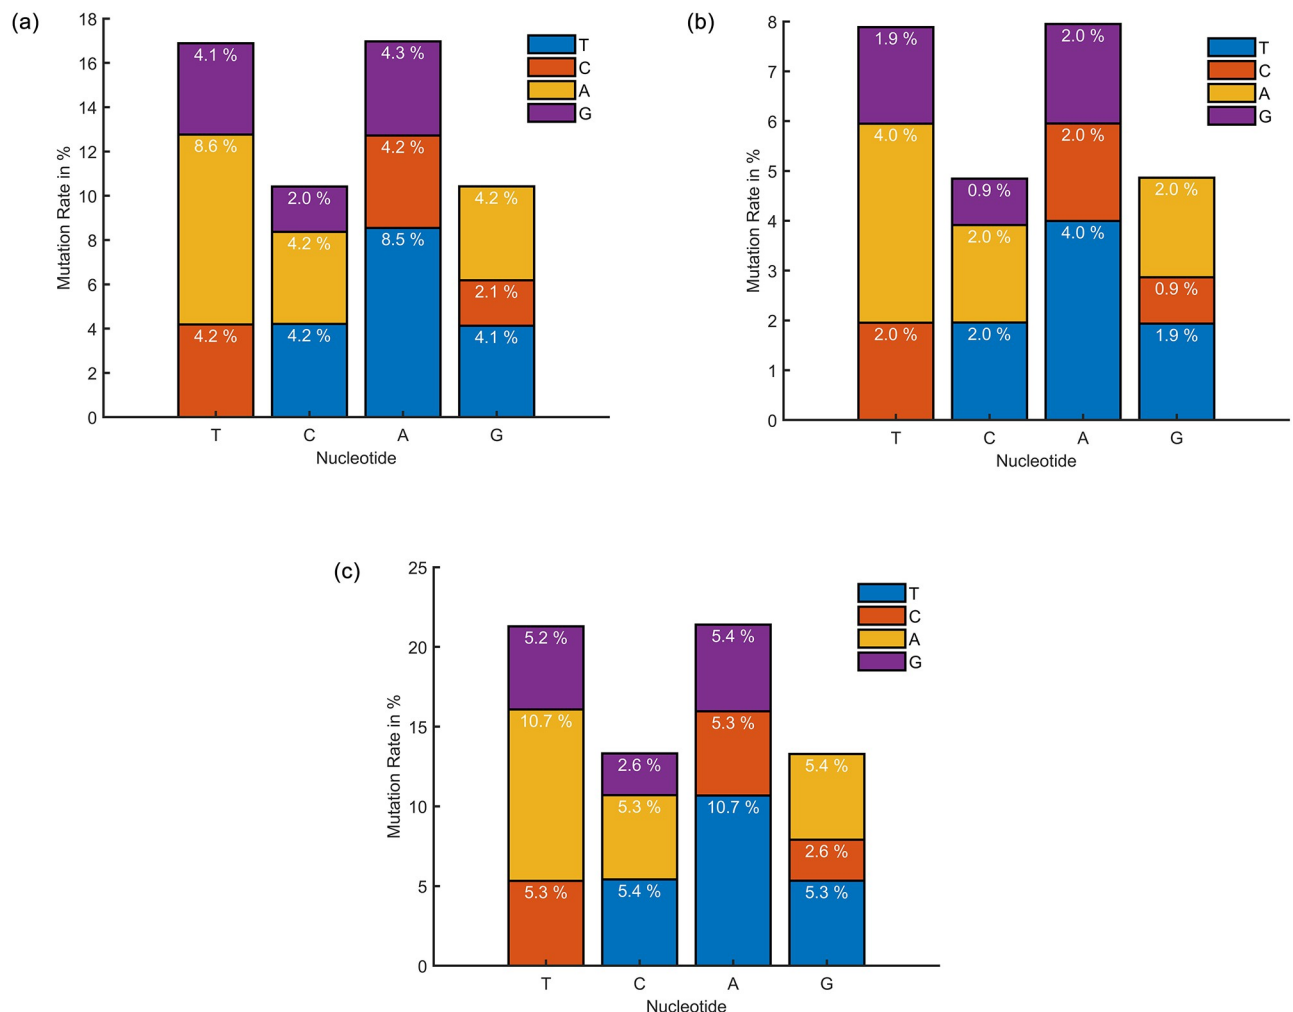 (a)
18
16
14
12
10
8
6
4
2
0
Mutation Rate in %
4.1 %
8.6 %
4.2 %
2.0 %
4.2 %
4.2 %
4.3 %
4.2 %
8.5 %
4.2 %
2.1 %
4.1 %
T
C
A
G
T C A G
Nucleotide
(b)
8
7
6
5
4
3
2
1
0
Mutation Rate in %
1.9 %
4.0 %
2.0 %
0.9 %
2.0 %
2.0 %
2.0 %
2.0 %
4.0 %
2.0 %
0.9 %
1.9 %
T
C
A
G
T C A G
Nucleotide
(c)
25
20
15
10
5
0
Mutation Rate in %
5.2 %
10.7 %
5.3 %
2.6 %
5.3 %
5.4 %
5.4 %
5.3 %
10.7 %
5.4 %
2.6 %
5.3 %
T
C
A
G
T C A G
Nucleotide